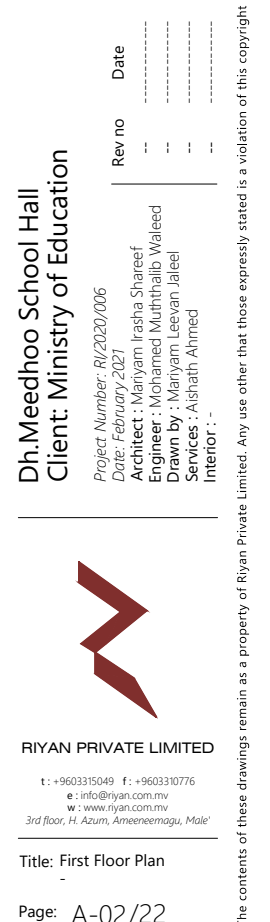 Dh.Meedhoo School Hall
Client: Ministry of Education
Project Number: RI/2020/006
Date: February 2021
Architect : Mariyam Irasha Shareef
Engineer : Mohamed Muththalib Waleed
Drawn by : Mariyam Leevan Jaleel
Services : Aishath Ahmed
Interior : -
Rev no Date
-- --------------
-- --------------
-- --------------
-- --------------
RIYAN PRIVATE LIMITED
t : +9603315049 f : +9603310776
e : info@riyan.com.mv
w : www.riyan.com.mv
3rd floor, H. Azum, Ameeneemagu, Male'
Title: First Floor Plan
-
Page: A-02/22
The contents of these drawings remain as a property of Riyan Private Limited. Any use other that those expressly stated is a violation of this copyright